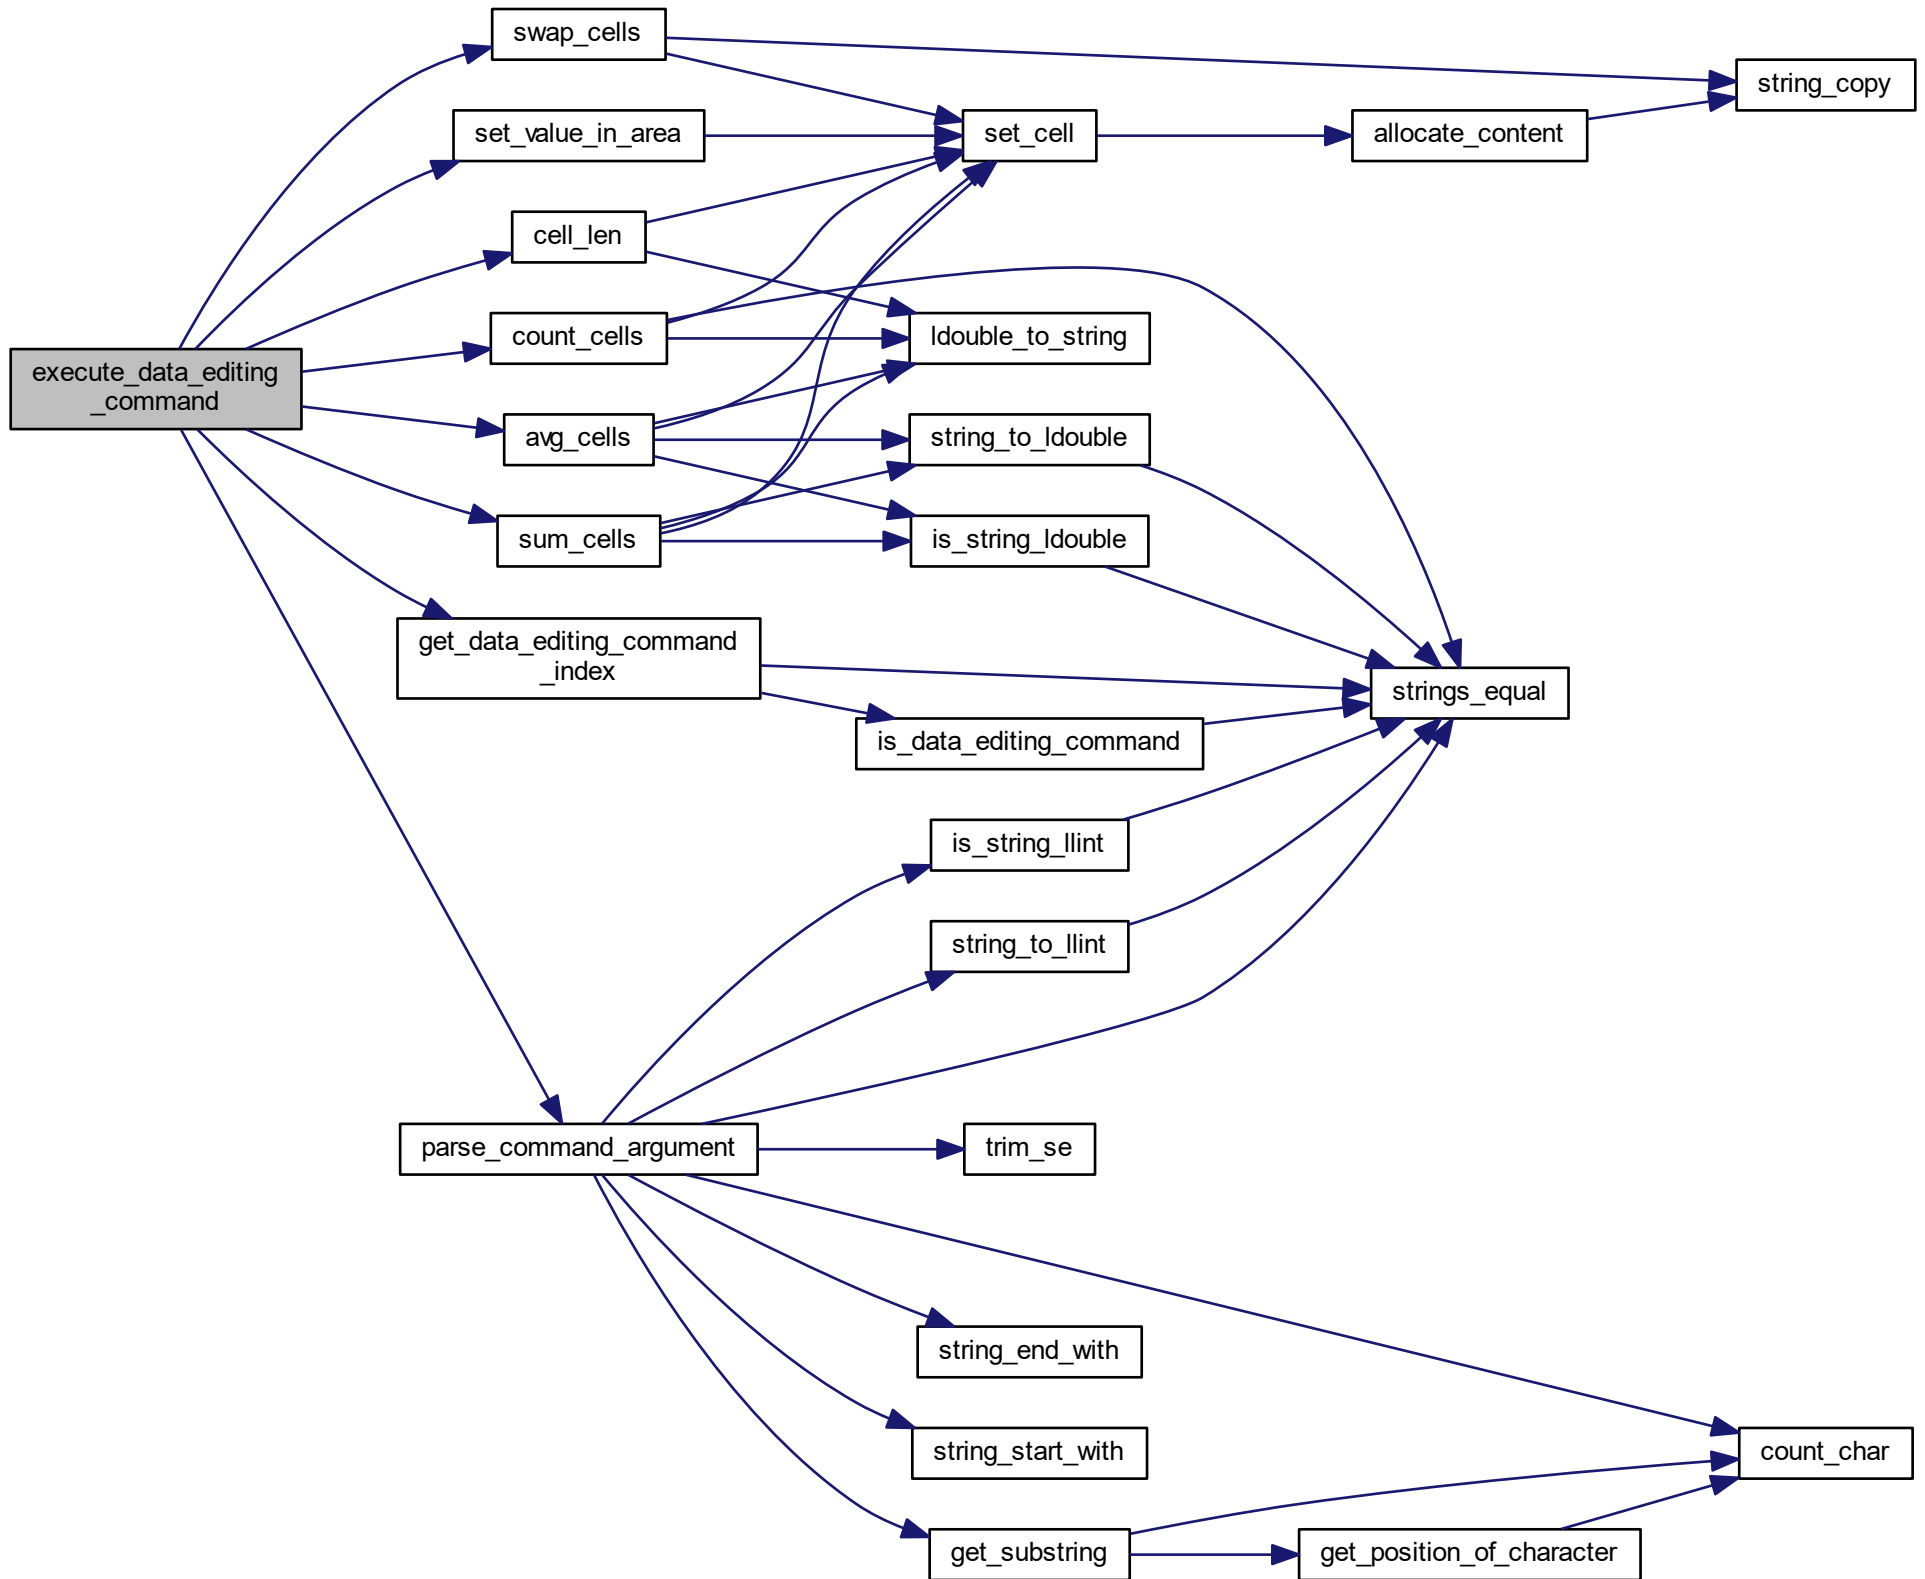 swap_cells
string_copy
set_value_in_area
set_cell
allocate_content
cell_len
count_cells
ldouble_to_string
execute_data_editing
_command
avg_cells
string_to_ldouble
sum_cells
is_string_ldouble
get_data_editing_command
_index
strings_equal
is_data_editing_command
is_string_llint
string_to_llint
parse_command_argument
trim_se
string_end_with
string_start_with
count_char
get_substring
get_position_of_character